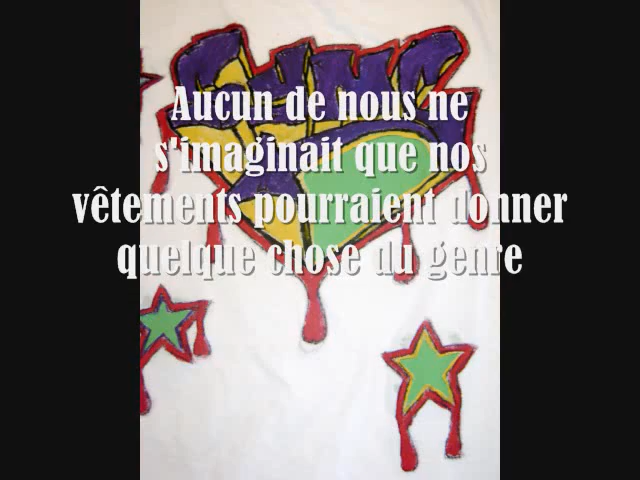 Aucun de nous ne
s'imaginait que nos
vêtements pourraient donner
quelque chose du genre